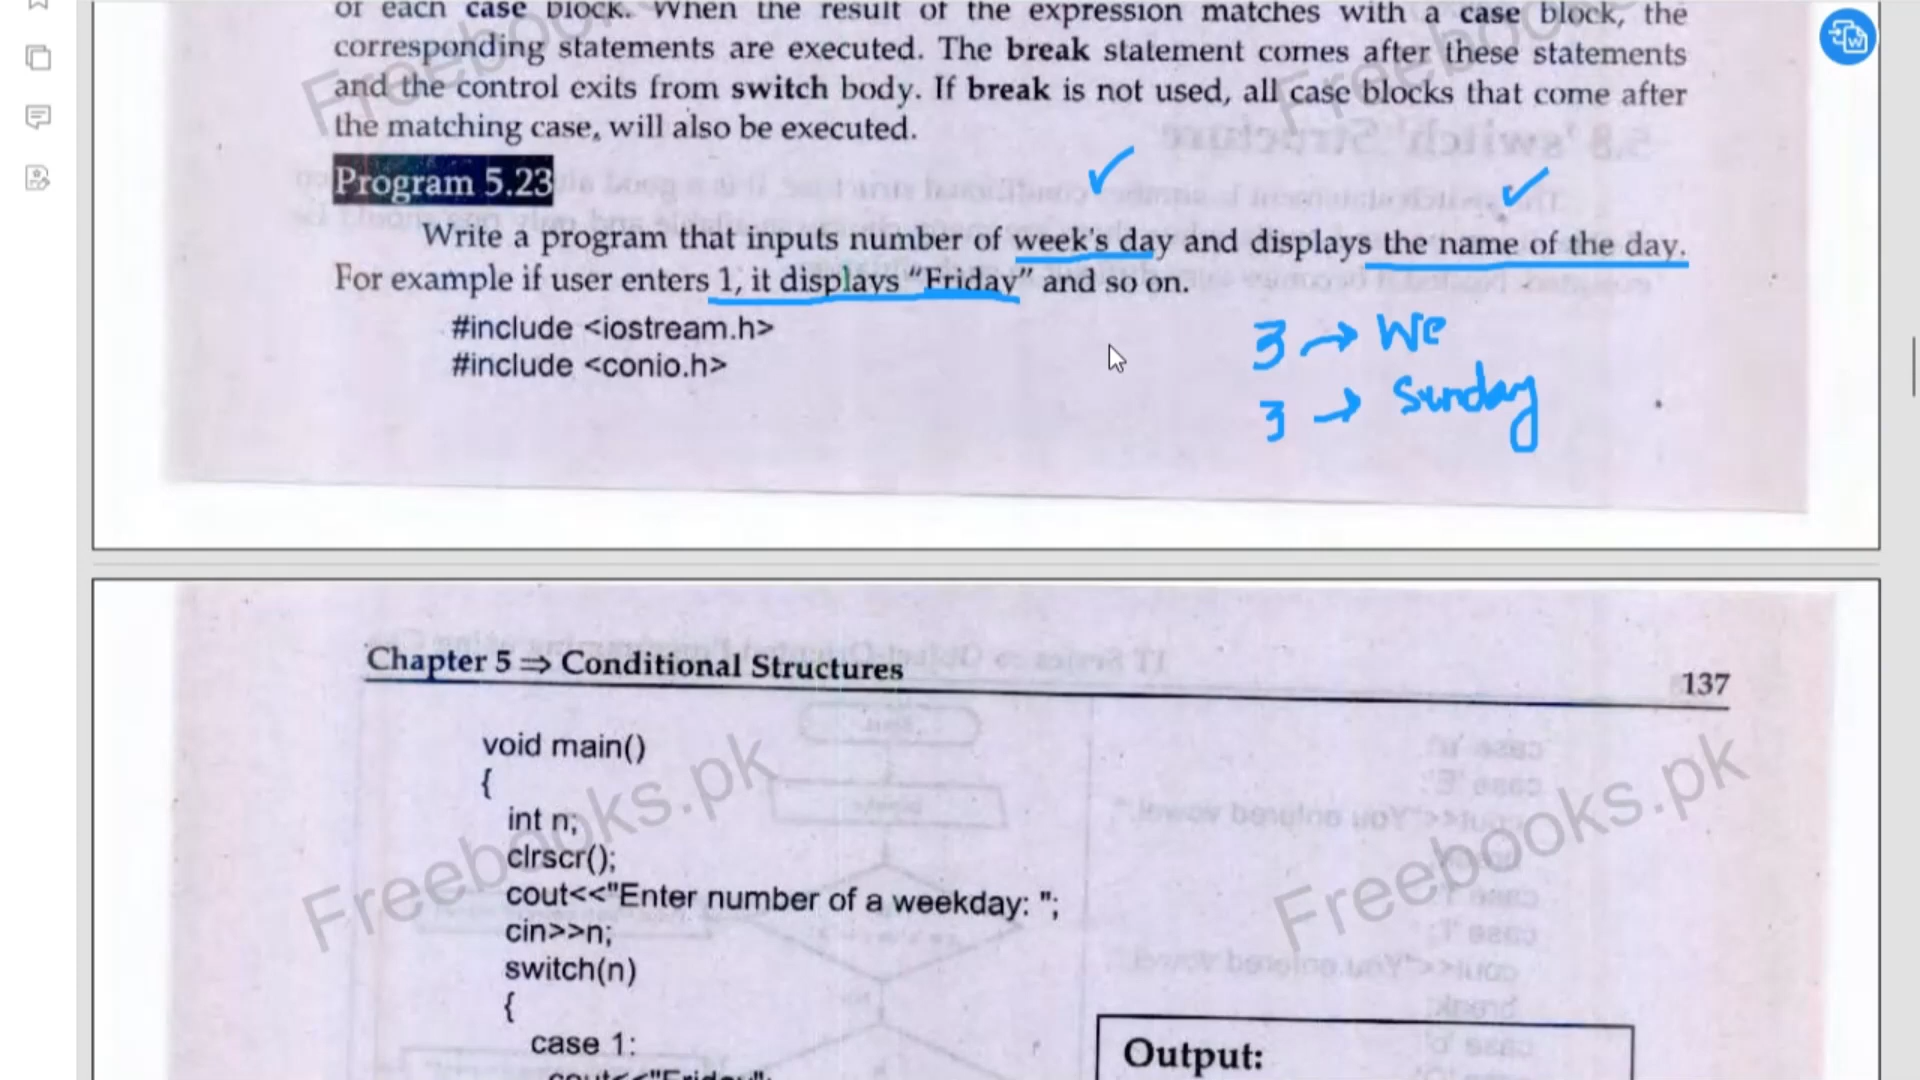 of each case block. When the result of the expression matches with a case block, the
corresponding statements are executed. The break statement comes after these statements
and the control exits from switch body. If break is not used, all case blocks that come after
the matching case, will also be executed.
Program 5.23
Write a program that inputs number of week's day and displays the name of the day.
For example if user enters 1, it displays "Friday" and so on.
#include <iostream.h>
#include <conio.h>
3 → We
3 → Sunday
Freebooks.pk
Chapter 5 ⇒ Conditional Structures
137
void main()
{
int n;
clrscr();
cout<<"Enter number of a weekday: ";
cin>>n;
switch(n)
{
case 1:
cout<<"Friday";
Output:
Freebooks.pk
Freebooks.pk